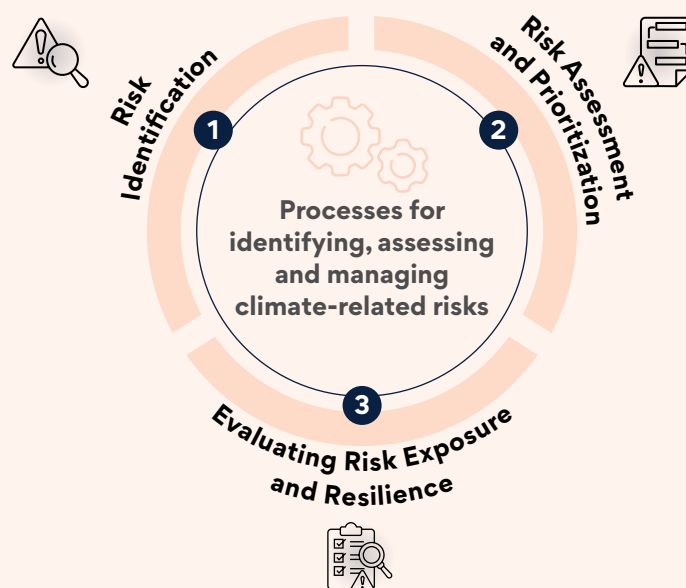 1
Risk
Identification
2
Risk Assessment
and Prioritization
Processes for
identifying, assessing
and managing
climate-related risks
3
Evaluating Risk Exposure
and Resilience